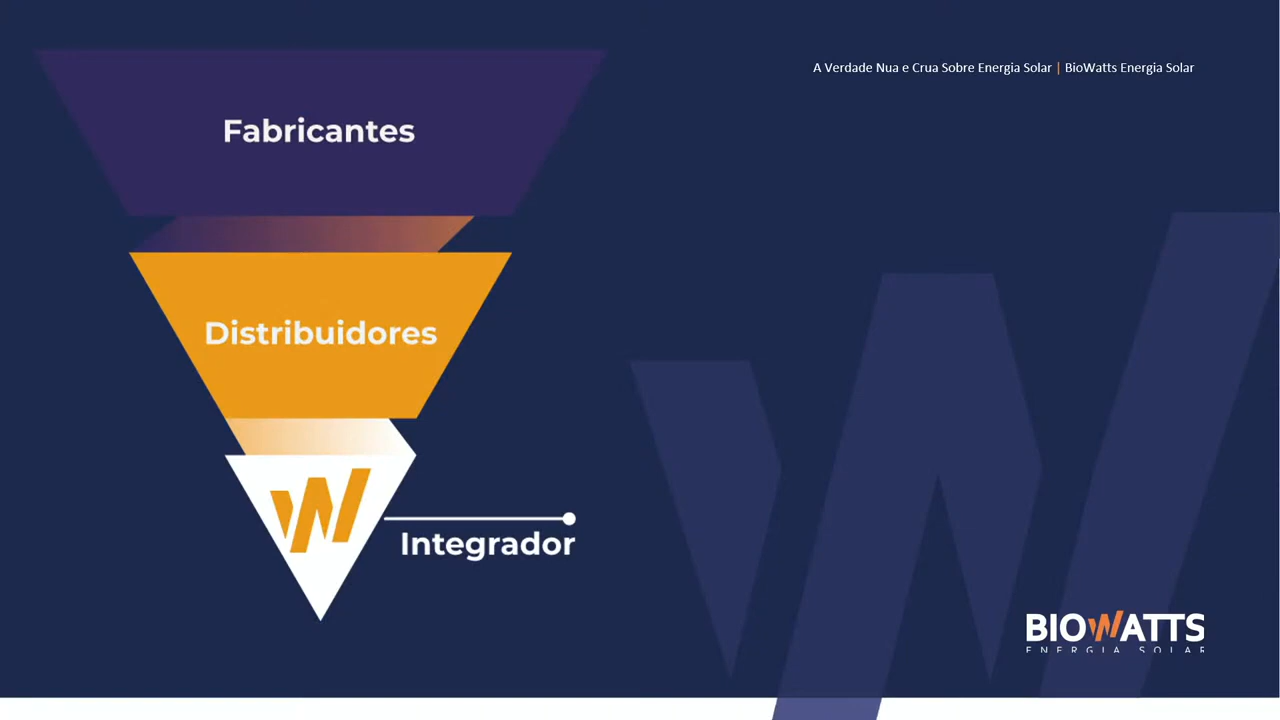 A Verdade Nua e Crua Sobre Energia Solar | BioWatts Energia Solar
Fabricantes
Distribuidores
Integrador
BIOWATTS
ENERGIA SOLAR